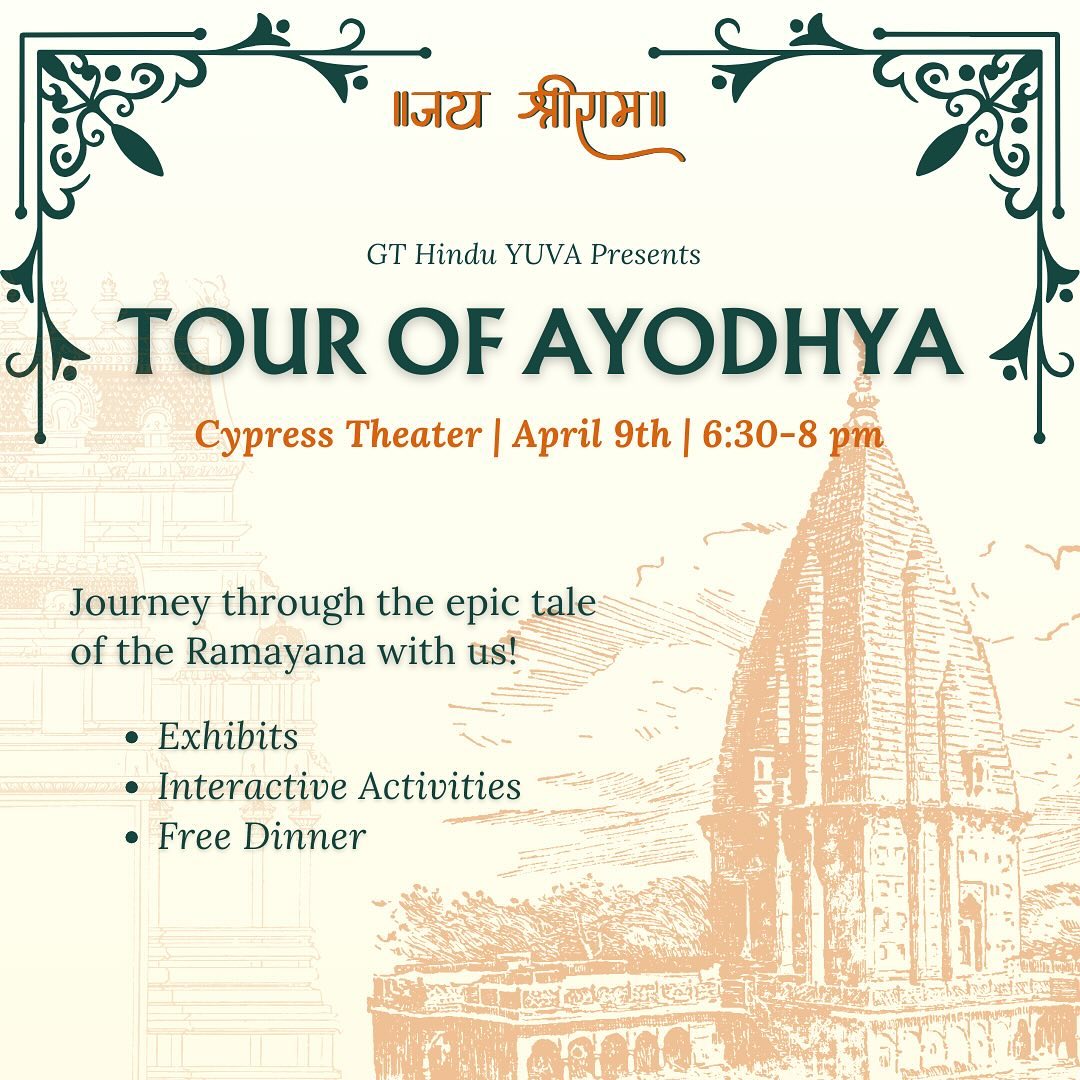 ॥जय श्रीराम॥
GT Hindu YUVA Presents
TOUR OF AYODHYA
Cypress Theater | April 9th | 6:30-8 pm
Journey through the epic tale
of the Ramayana with us!
• Exhibits
• Interactive Activities
• Free Dinner